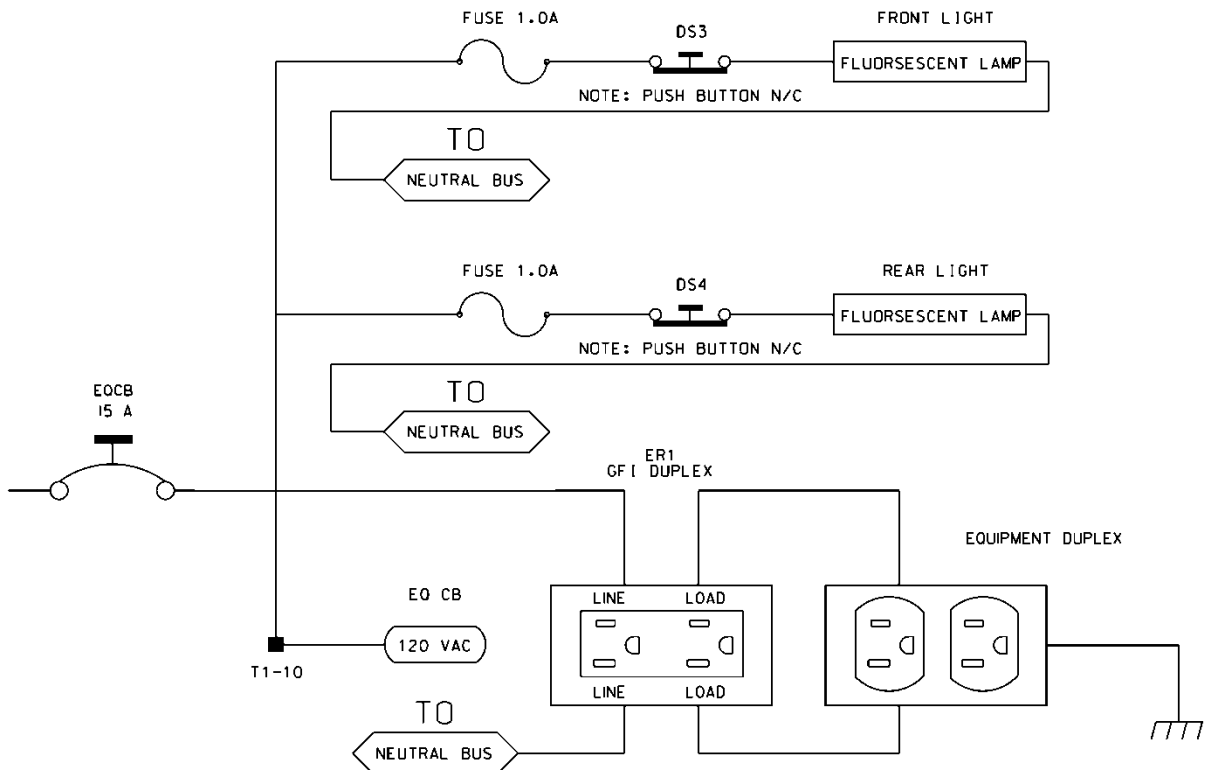 FUSE 1.0A
DS3
FRONT LIGHT
FLUORSESCENT LAMP
NOTE: PUSH BUTTON N/C
TO
NEUTRAL BUS
FUSE 1.0A
DS4
REAR LIGHT
FLUORSESCENT LAMP
NOTE: PUSH BUTTON N/C
TO
NEUTRAL BUS
EQCB
15 A
ER1
GFI DUPLEX
EQUIPMENT DUPLEX
LINE LOAD
EQ CB
120 VAC
T1-10
LINE LOAD
TO
NEUTRAL BUS